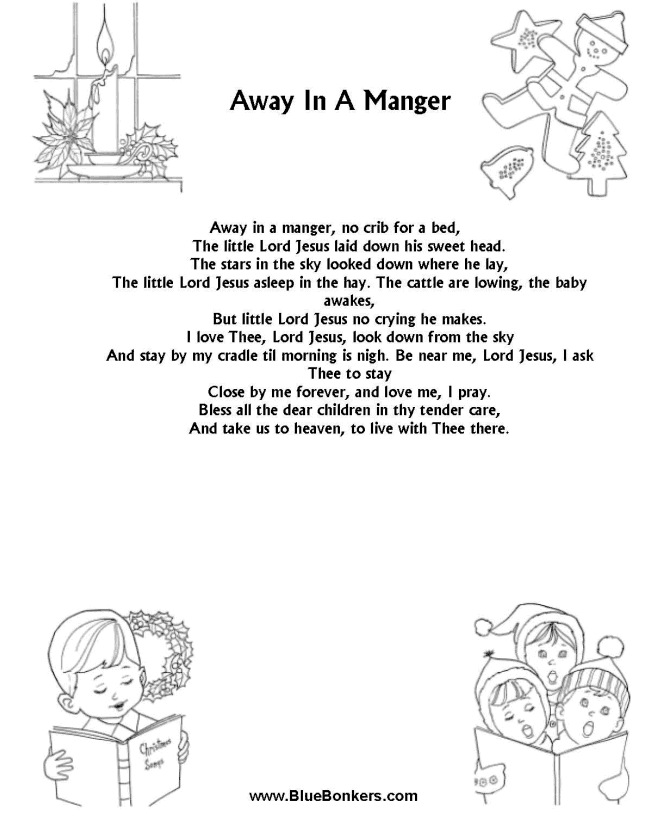 Away In A Manger
Away in a manger, no crib for a bed,
The little Lord Jesus laid down his sweet head.
The stars in the sky looked down where he lay,
The little Lord Jesus asleep in the hay. The cattle are lowing, the baby
awakes,
But little Lord Jesus no crying he makes.
I love Thee, Lord Jesus, look down from the sky
And stay by my cradle til morning is nigh. Be near me, Lord Jesus, I ask
Thee to stay
Close by me forever, and love me, I pray.
Bless all the dear children in thy tender care,
And take us to heaven, to live with Thee there.
Christmas
Songs
www.BlueBonkers.com